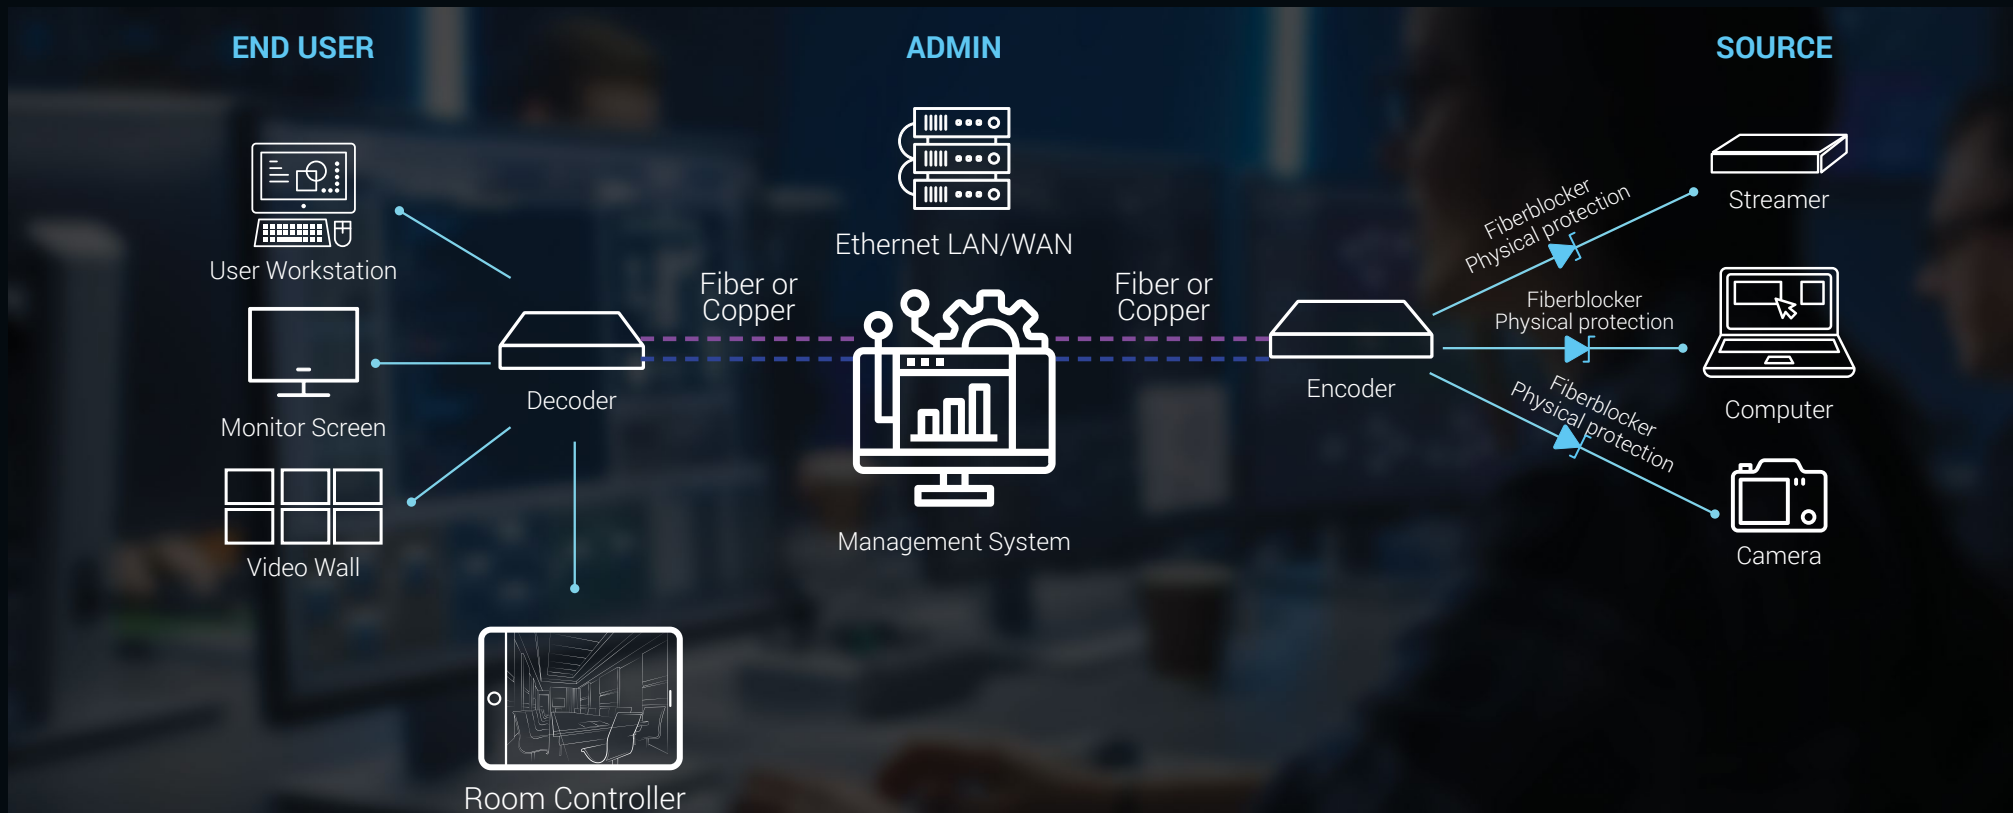 END USER
ADMIN
SOURCE
User Workstation
Monitor Screen
Video Wall
Decoder
Room Controller
Fiber or
Copper
Ethernet LAN/WAN
Management System
Fiber or
Copper
Encoder
Fiberblocker
Physical protection
Fiberblocker
Physical protection
Fiberblocker
Physical protection
Streamer
Computer
Camera